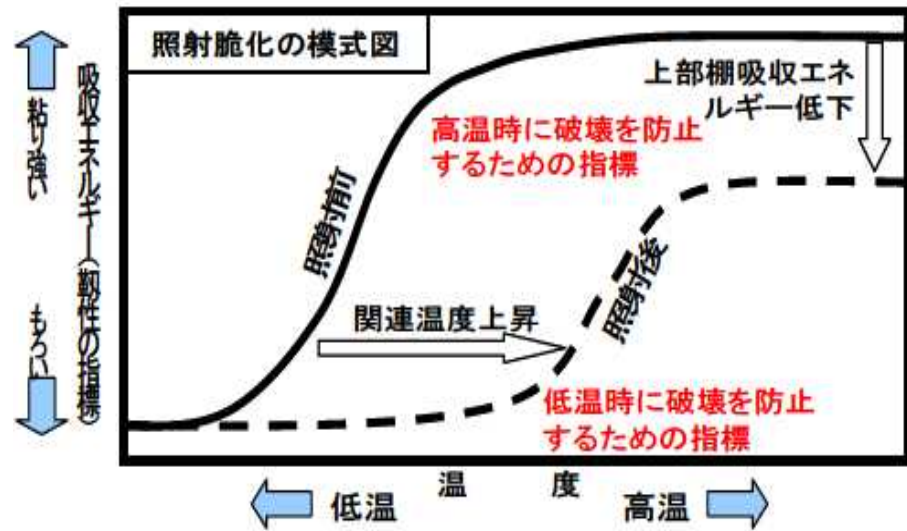 照射脆化の模式図
上部棚吸収エネ
ルギー低下
高温時に破壊を防止
するための指標
照射前
照射後
関連温度上昇
低温時に破壊を防止
するための指標
粘り強い
もろい
吸収エネルギー(靱性の指標)
温度
低温
高温